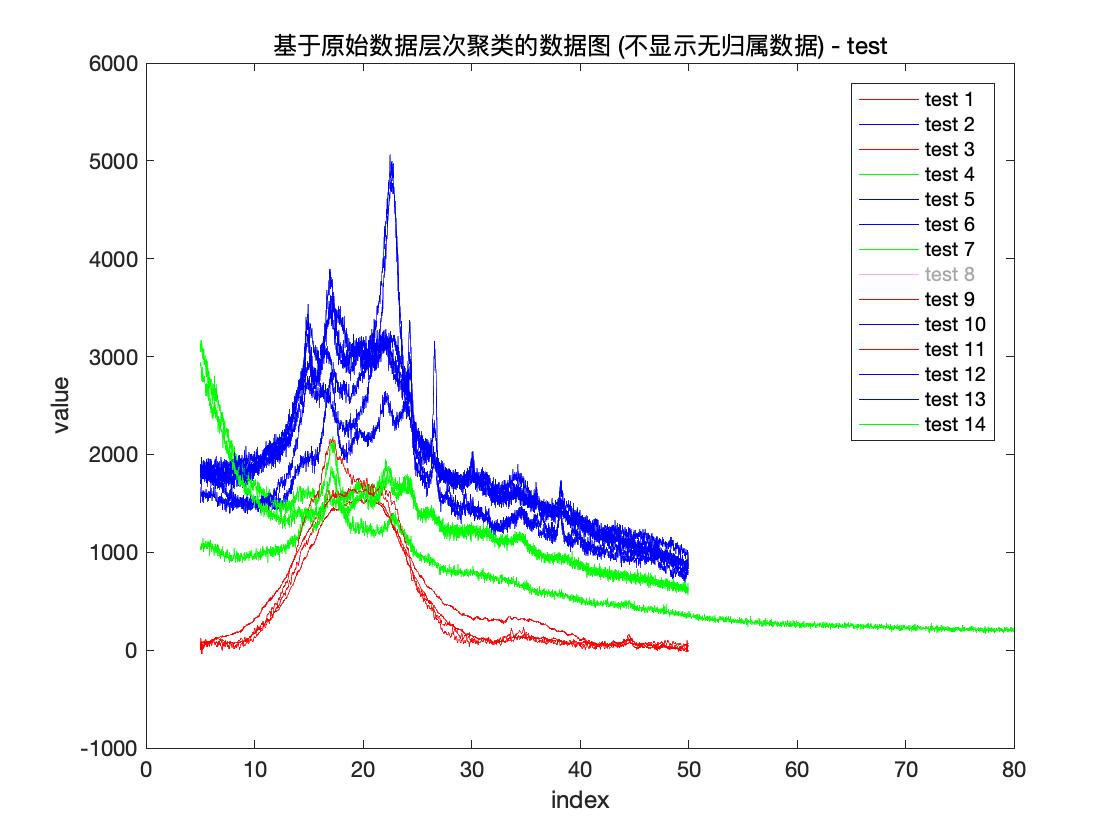 基于原始数据层次聚类的数据图 (不显示无归属数据) - test
6000
5000
4000
3000
2000
1000
0
-1000
value
0 10 20 30 40 50 60 70 80
index
test 1
test 2
test 3
test 4
test 5
test 6
test 7
test 8
test 9
test 10
test 11
test 12
test 13
test 14